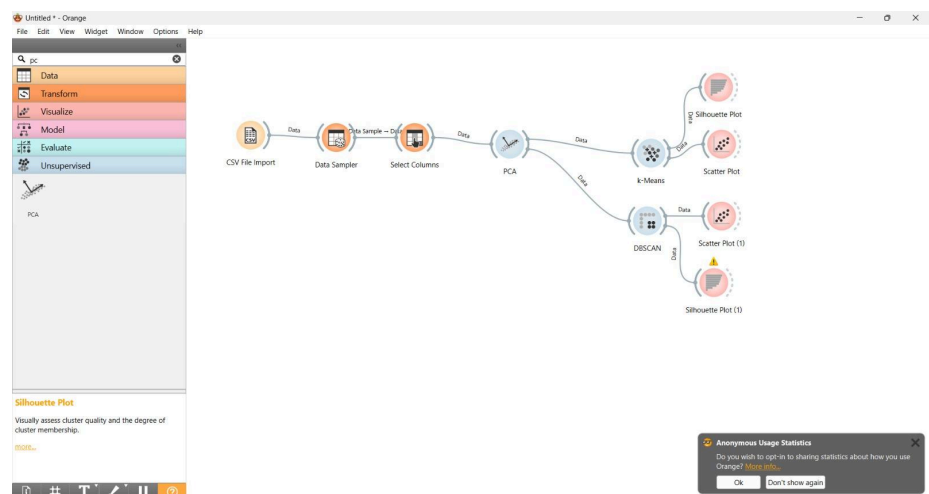 Untitled * - Orange
File Edit View Widget Window Options Help
pc
Data
Transform
Visualize
Model
Evaluate
Unsupervised
PCA
Silhouette Plot
Visually assess cluster quality and the degree of
cluster membership.
more...
CSV File Import
Data
Data Sampler
Data Sample → Data
Select Columns
Data
PCA
Data
Data
k-Means
Data
Silhouette Plot
Data
Scatter Plot
DBSCAN
Data
Scatter Plot (1)
Data
Silhouette Plot (1)
Anonymous Usage Statistics
Do you wish to opt-in to sharing statistics about how you use
Orange? More info...
Ok Don't show again